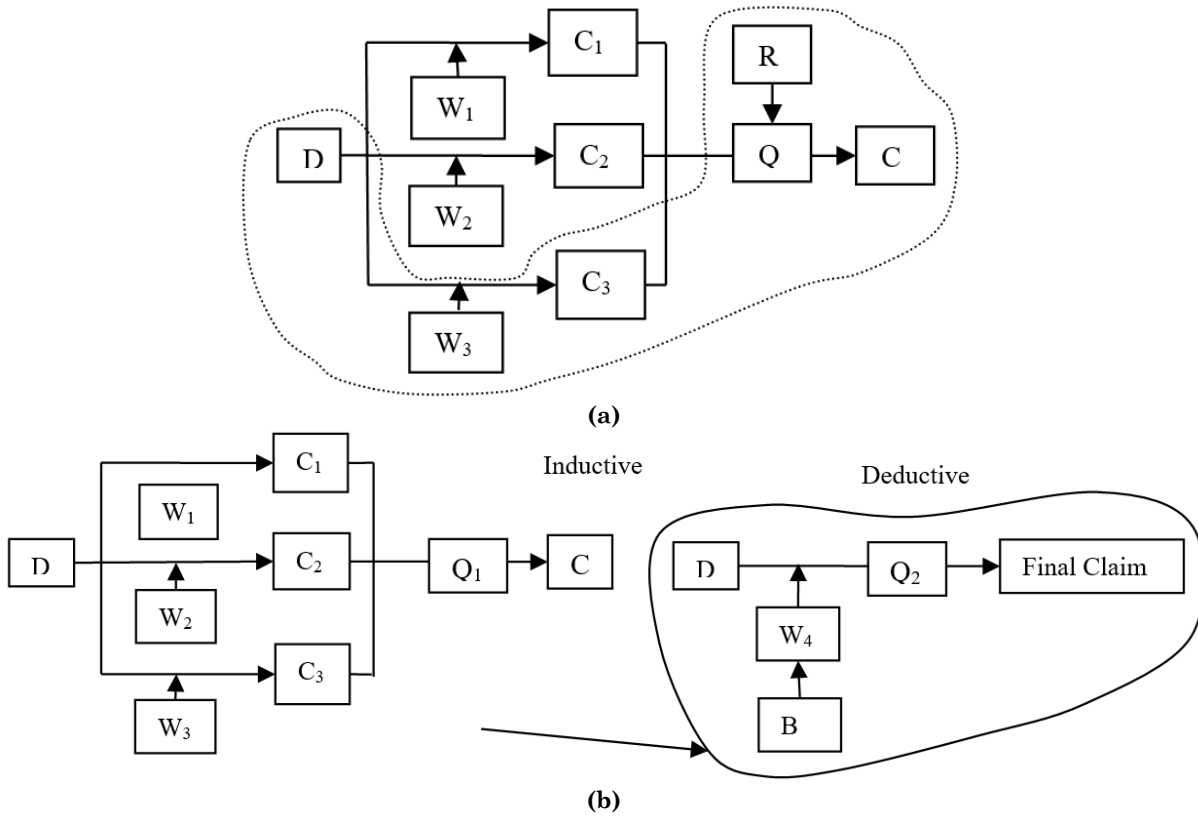 C₁
R
W₁
D
C₂
Q
C
W₂
C₃
W₃
(a)
C₁
Inductive
Deductive
W₁
D
C₂
Q₁
C
D
Q₂
Final Claim
W₂
W₄
C₃
W₃
B
(b)